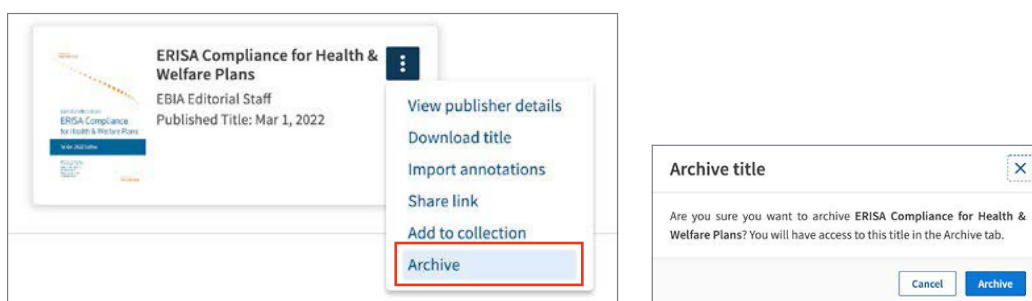 ERISA Compliance for Health &
Welfare Plans
EBIA Editorial Staff
Published Title: Mar 1, 2022
ERISA Compliance
for Health & Welfare Plans
View publisher details
Download title
Import annotations
Share link
Add to collection
Archive
Archive title
Are you sure you want to archive ERISA Compliance for Health &
Welfare Plans? You will have access to this title in the Archive tab.
Cancel
Archive